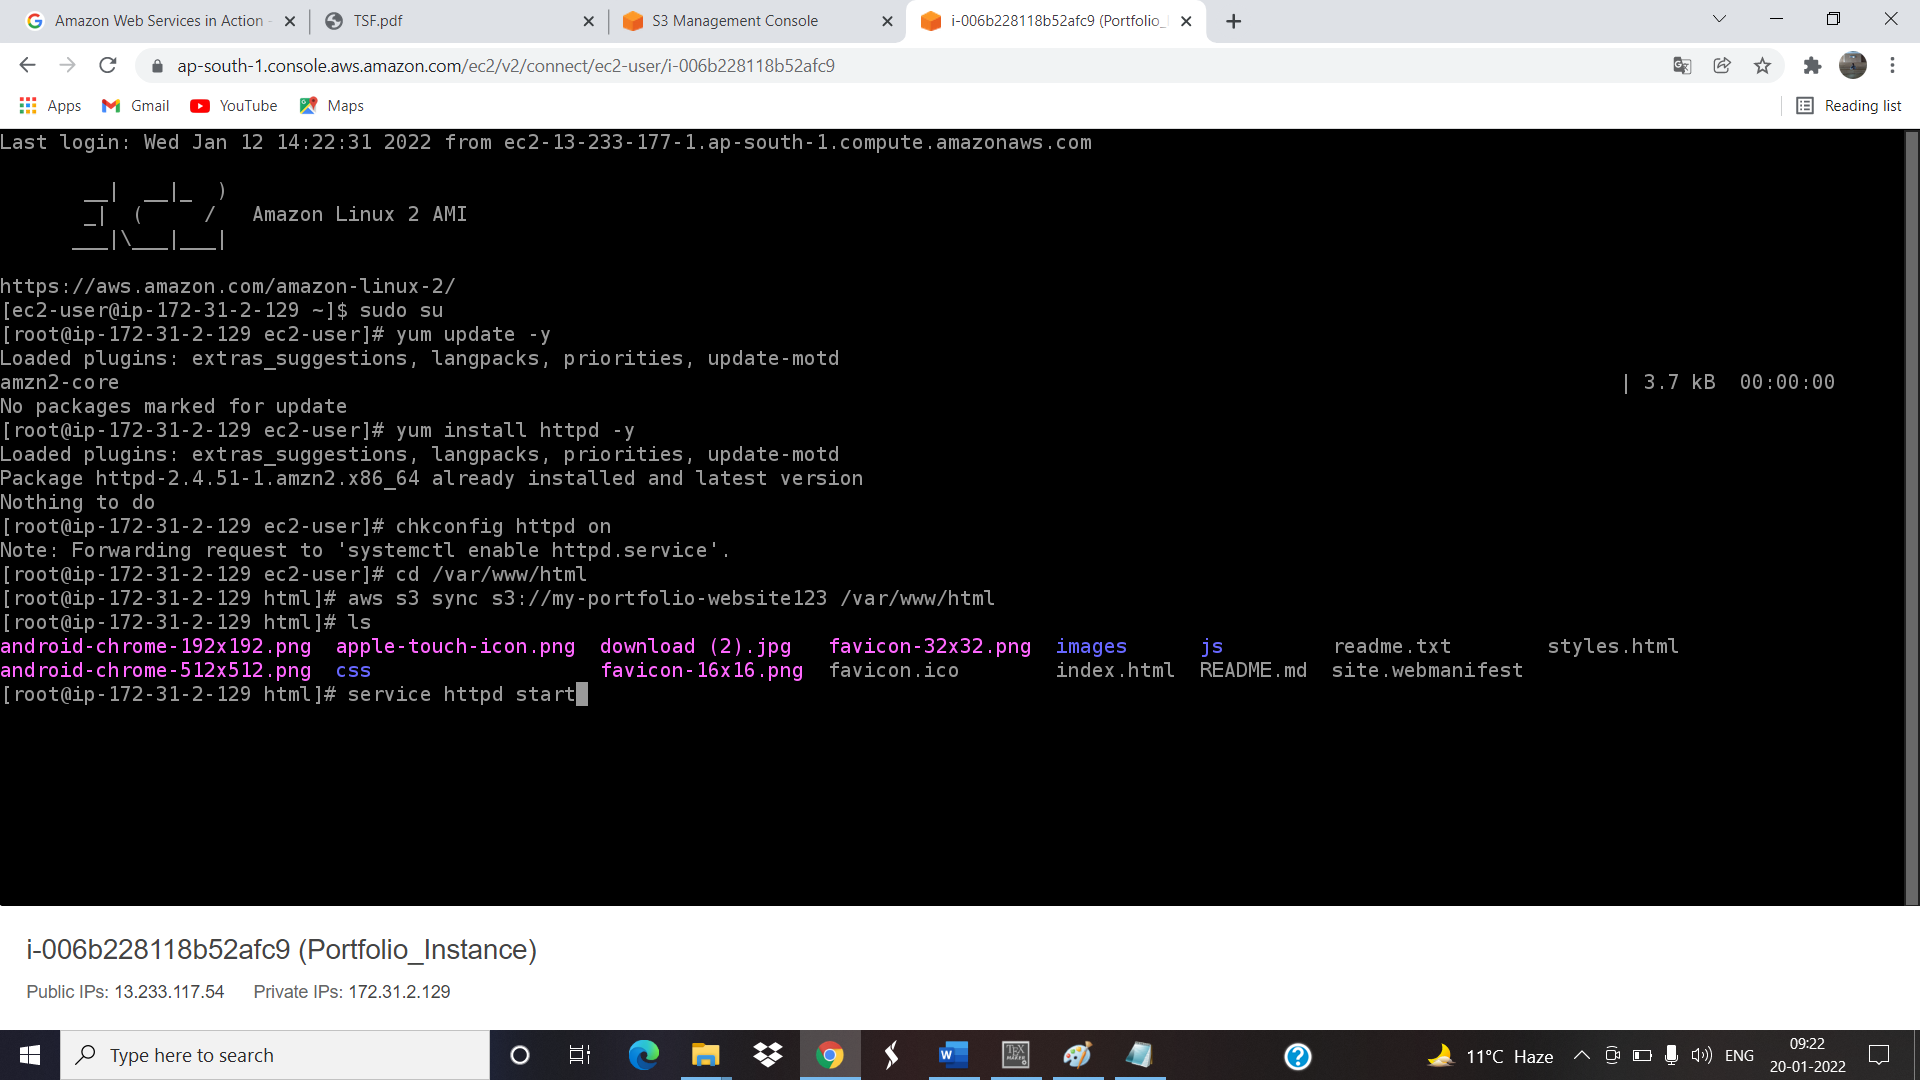 Amazon Web Services in Action -
TSF.pdf
S3 Management Console
i-006b228118b52afc9 (Portfolio_I
ap-south-1.console.aws.amazon.com/ec2/v2/connect/ec2-user/i-006b228118b52afc9
Apps Gmail YouTube Maps Reading list
Last login: Wed Jan 12 14:22:31 2022 from ec2-13-233-177-1.ap-south-1.compute.amazonaws.com
__|  __|_  )
_|  (     /   Amazon Linux 2 AMI
___|\___|___|
https://aws.amazon.com/amazon-linux-2/
[ec2-user@ip-172-31-2-129 ~]$ sudo su
[root@ip-172-31-2-129 ec2-user]# yum update -y
Loaded plugins: extras_suggestions, langpacks, priorities, update-motd
amzn2-core | 3.7 kB  00:00:00
No packages marked for update
[root@ip-172-31-2-129 ec2-user]# yum install httpd -y
Loaded plugins: extras_suggestions, langpacks, priorities, update-motd
Package httpd-2.4.51-1.amzn2.x86_64 already installed and latest version
Nothing to do
[root@ip-172-31-2-129 ec2-user]# chkconfig httpd on
Note: Forwarding request to 'systemctl enable httpd.service'.
[root@ip-172-31-2-129 ec2-user]# cd /var/www/html
[root@ip-172-31-2-129 html]# aws s3 sync s3://my-portfolio-website123 /var/www/html
[root@ip-172-31-2-129 html]# ls
android-chrome-192x192.png  apple-touch-icon.png  download (2).jpg   favicon-32x32.png  images      js         readme.txt        styles.html
android-chrome-512x512.png  css                   favicon-16x16.png  favicon.ico        index.html  README.md  site.webmanifest
[root@ip-172-31-2-129 html]# service httpd start
i-006b228118b52afc9 (Portfolio_Instance)
Public IPs: 13.233.117.54 Private IPs: 172.31.2.129
Type here to search
11°C Haze
ENG
09:22
20-01-2022